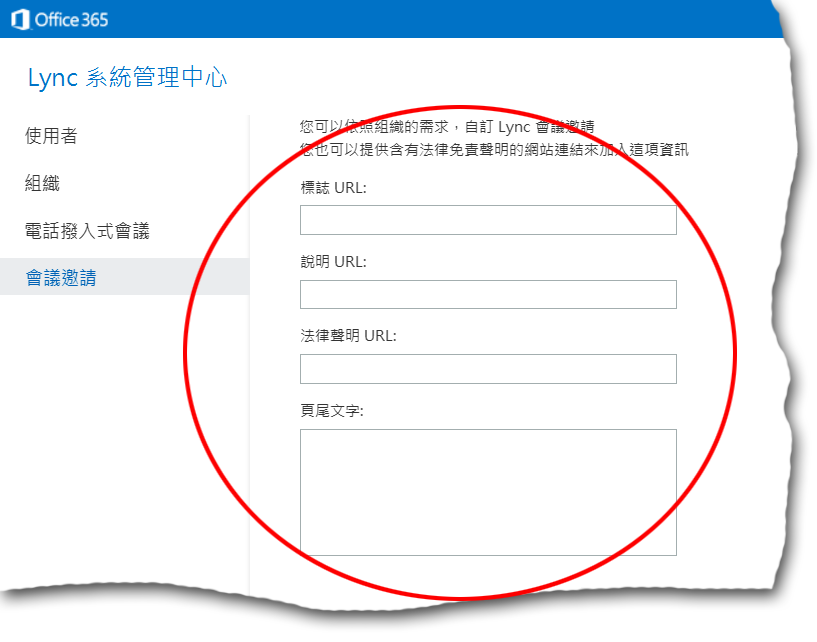 Office 365
Lync 系統管理中心
使用者
組織
電話撥入式會議
會議邀請
您可以依照組織的需求，自訂 Lync 會議邀請
您也可以提供含有法律免責聲明的網站連結來加入這項資訊
標誌 URL:
說明 URL:
法律聲明 URL:
頁尾文字: